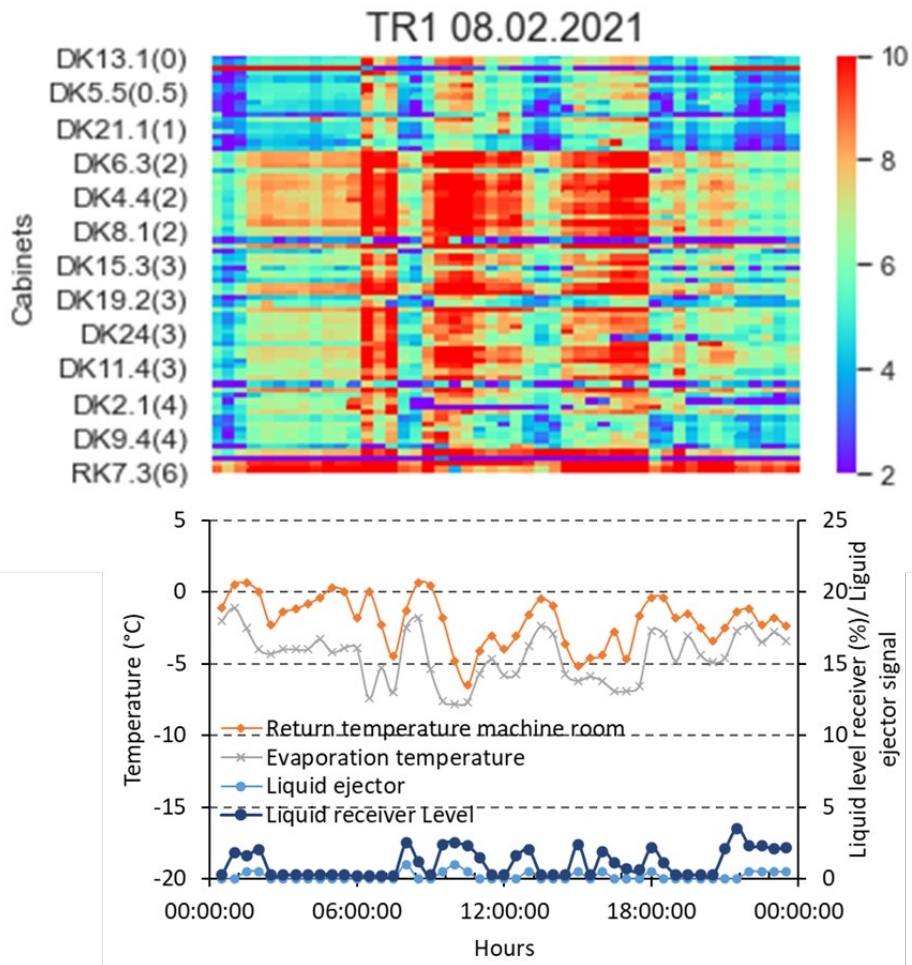 TR1 08.02.2021
Cabinets
DK13.1(0)
DK5.5(0.5)
DK21.1(1)
DK6.3(2)
DK4.4(2)
DK8.1(2)
DK15.3(3)
DK19.2(3)
DK24(3)
DK11.4(3)
DK2.1(4)
DK9.4(4)
RK7.3(6)
10
8
6
4
2
Temperature (°C)
5
0
-5
-10
-15
-20
Return temperature machine room
Evaporation temperature
Liquid ejector
Liquid receiver Level
25
20
15
10
5
0
Liquid level receiver (%)/ Liguid
ejector signal
00:00:00
06:00:00
12:00:00
18:00:00
00:00:00
Hours